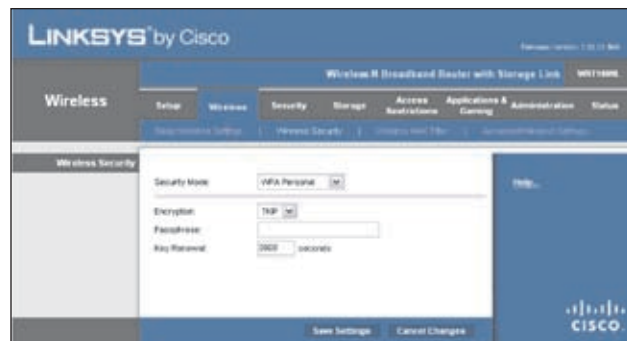 LINKSYS® by Cisco
Wireless-N Broadband Router with Storage Link
Wireless
Setup
Wireless
Security
Storage
Access Restrictions
Applications & Gaming
Administration
Status
Wireless Security
Wireless Security
Security Mode:
WPA Personal
Help...
Encryption:
TKIP
Passphrase:
Key Renewal:
3600 seconds
Save Settings
Cancel Changes
CISCO